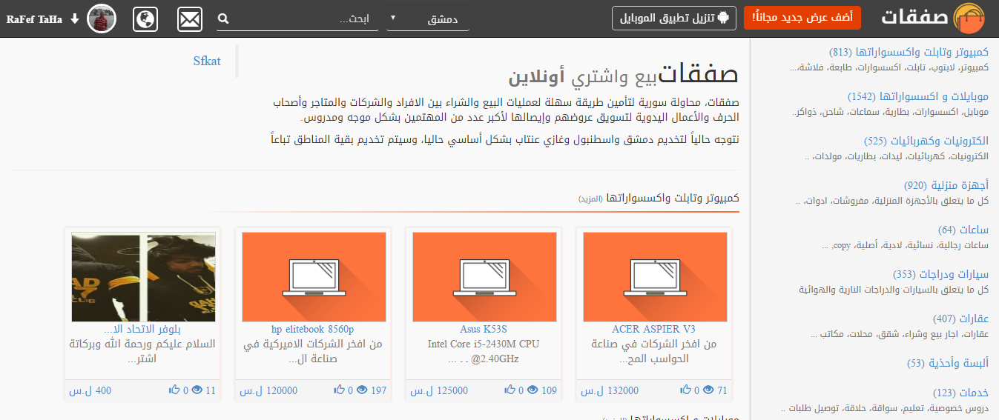 صفقات
أضف عرض جديد مجاناً!
تنزيل تطبيق الموبايل
دمشق
ابحث...
RaFef TaHa
كمبيوتر وتابلت واكسسواراتها (813)
كمبيوتر، لابتوب، تابلت، اكسسوارات، طابعة، فلاشة،...
موبايلات و اكسسواراتها (1542)
موبايل، اكسسوارات، بطارية، سماعات، شاحن، ذواكر..
الكترونيات وكهربائيات (525)
الكترونيات، كهربائيات، ليدات، بطاريات، مولدات، ..
أجهزة منزلية (920)
كل ما يتعلق بالأجهزة المنزلية، مفروشات، ادوات، ..
ساعات (64)
ساعات رجالية، نسائية، لادية، أصلية، copy, ...
سيارات ودراجات (353)
كل ما يتعلق بالسيارات والدراجات النارية والهوائية
عقارات (407)
عقارات، اجار بيع وشراء، شقق، محلات، مكاتب ...
ألبسة وأحذية (53)
خدمات (123)
دروس خصوصية، تعليم، سواقة، حلاقة، توصيل طلبات ..
صفقات بيع واشتري أونلاين
Sfkat
صفقات، محاولة سورية لتأمين طريقة سهلة لعمليات البيع والشراء بين الافراد والشركات والمتاجر وأصحاب
الحرف والأعمال اليدوية لتسويق عروضهم وإيصالها لأكبر عدد من المهتمين بشكل موجه ومدروس.
نتوجه حالياً لتخديم دمشق واسطنبول وغازي عنتاب بشكل أساسي حاليا، وسيتم تخديم بقية المناطق تباعاً
كمبيوتر وتابلت واكسسواراتها (المزيد)
ACER ASPIER V3
من افخر الشركات في صناعة
الحواسب المح...
71 0 132000 ل.س
Asus K53S
Intel Core i5-2430M CPU
@2.40GHz - - ...
109 0 125000 ل.س
hp elitebook 8560p
من افخر الشركات الاميركية في
صناعة ال...
197 0 120000 ل.س
بلوفر الاتحاد الا...
السلام عليكم ورحمة الله وبركاتة
اشتر...
11 0 400 ل.س
موبايلات و اكسسواراتها (المزيد)